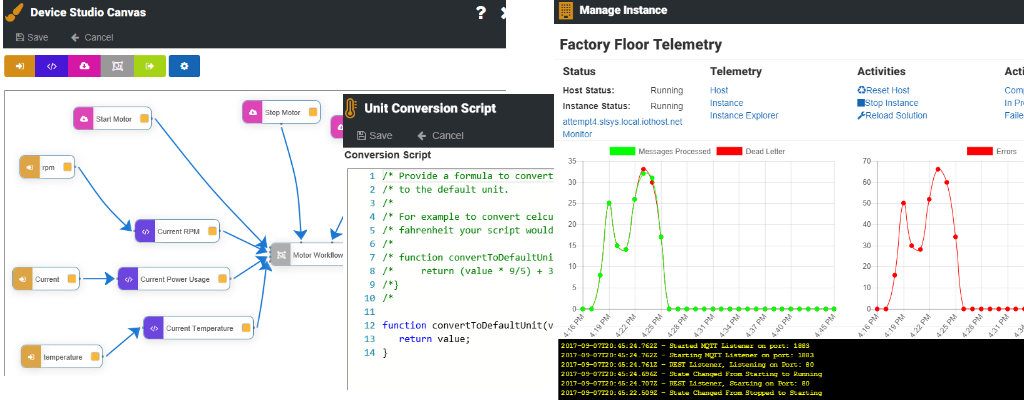 Device Studio Canvas
?
Save
Cancel
Start Motor
Stop Motor
rpm
Current RPM
Motor Workflow
Current
Current Power Usage
Current Temperature
temperature
Unit Conversion Script
Save
Cancel
Conversion Script
1 /* Provide a formula to convert
2 /* to the default unit.
3 /*
4 /* For example to convert celcu
5 /* fahrenheit your script would
6 /*
7 /* function convertToDefaultUni
8 /* return (value * 9/5) + 3
9 /*}
10 /*
11
12 function convertToDefaultUnit(v
13 return value;
14 }
Manage Instance
Factory Floor Telemetry
Status
Host Status: Running
Instance Status: Running
attempt4.slsys.local.iothost.net
Monitor
Telemetry
Host
Instance
Instance Explorer
Activities
Reset Host
Stop Instance
Reload Solution
Acti
Comp
In Pr
Faile
Messages Processed Dead Letter
35
30
25
20
15
10
5
0
4:16 PM 4:19 PM 4:22 PM 4:25 PM 4:28 PM 4:31 PM 4:34 PM 4:37 PM 4:40 PM 4:45 PM
Errors
70
60
50
40
30
20
10
0
4:16 PM 4:19 PM 4:22 PM 4:25 PM 4:28 PM 4:31 PM
2017-09-07T20:45:24.762Z - Started MQTT Listener on port: 1883
2017-09-07T20:45:24.762Z - Starting MQTT Listener on port: 1883
2017-09-07T20:45:24.761Z - REST Listener, Listening on Port: 80
2017-09-07T20:45:24.696Z - State Changed From Starting to Running
2017-09-07T20:45:24.707Z - REST Listener, Starting on Port: 80
2017-09-07T20:45:22.509Z - State Changed From Stopped to Starting